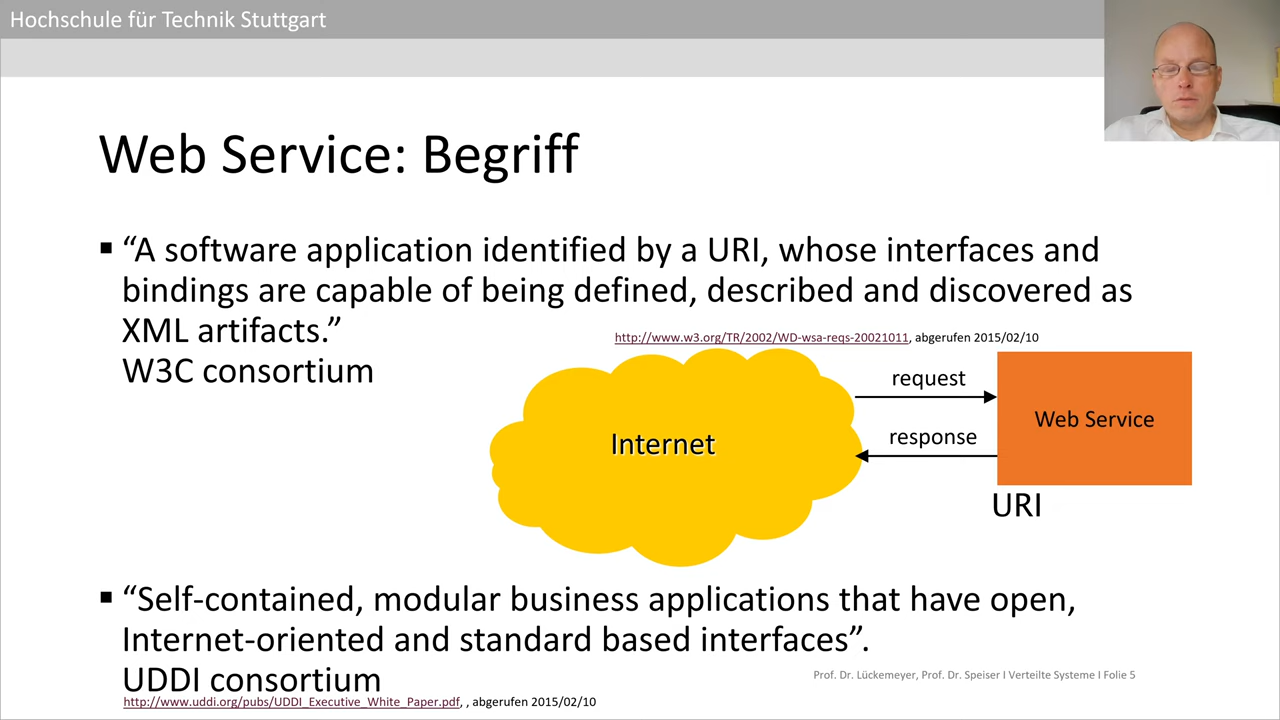 Hochschule für Technik Stuttgart
Web Service: Begriff
▪ “A software application identified by a URI, whose interfaces and
bindings are capable of being defined, described and discovered as
XML artifacts.”
http://www.w3.org/TR/2002/WD-wsa-reqs-20021011, abgerufen 2015/02/10
W3C consortium
request
Web Service
Internet
response
URI
▪ “Self-contained, modular business applications that have open,
Internet-oriented and standard based interfaces”.
UDDI consortium
Prof. Dr. Lückemeyer, Prof. Dr. Speiser I Verteilte Systeme I Folie 5
http://www.uddi.org/pubs/UDDI_Executive_White_Paper.pdf, , abgerufen 2015/02/10